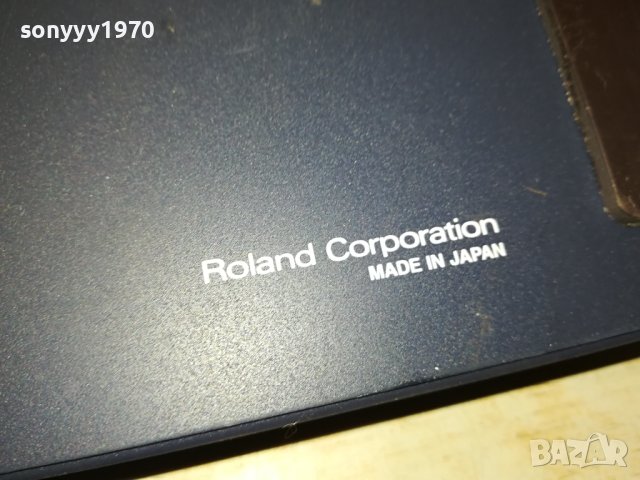 sonyyy1970
Roland Corporation
MADE IN JAPAN
BAZAR